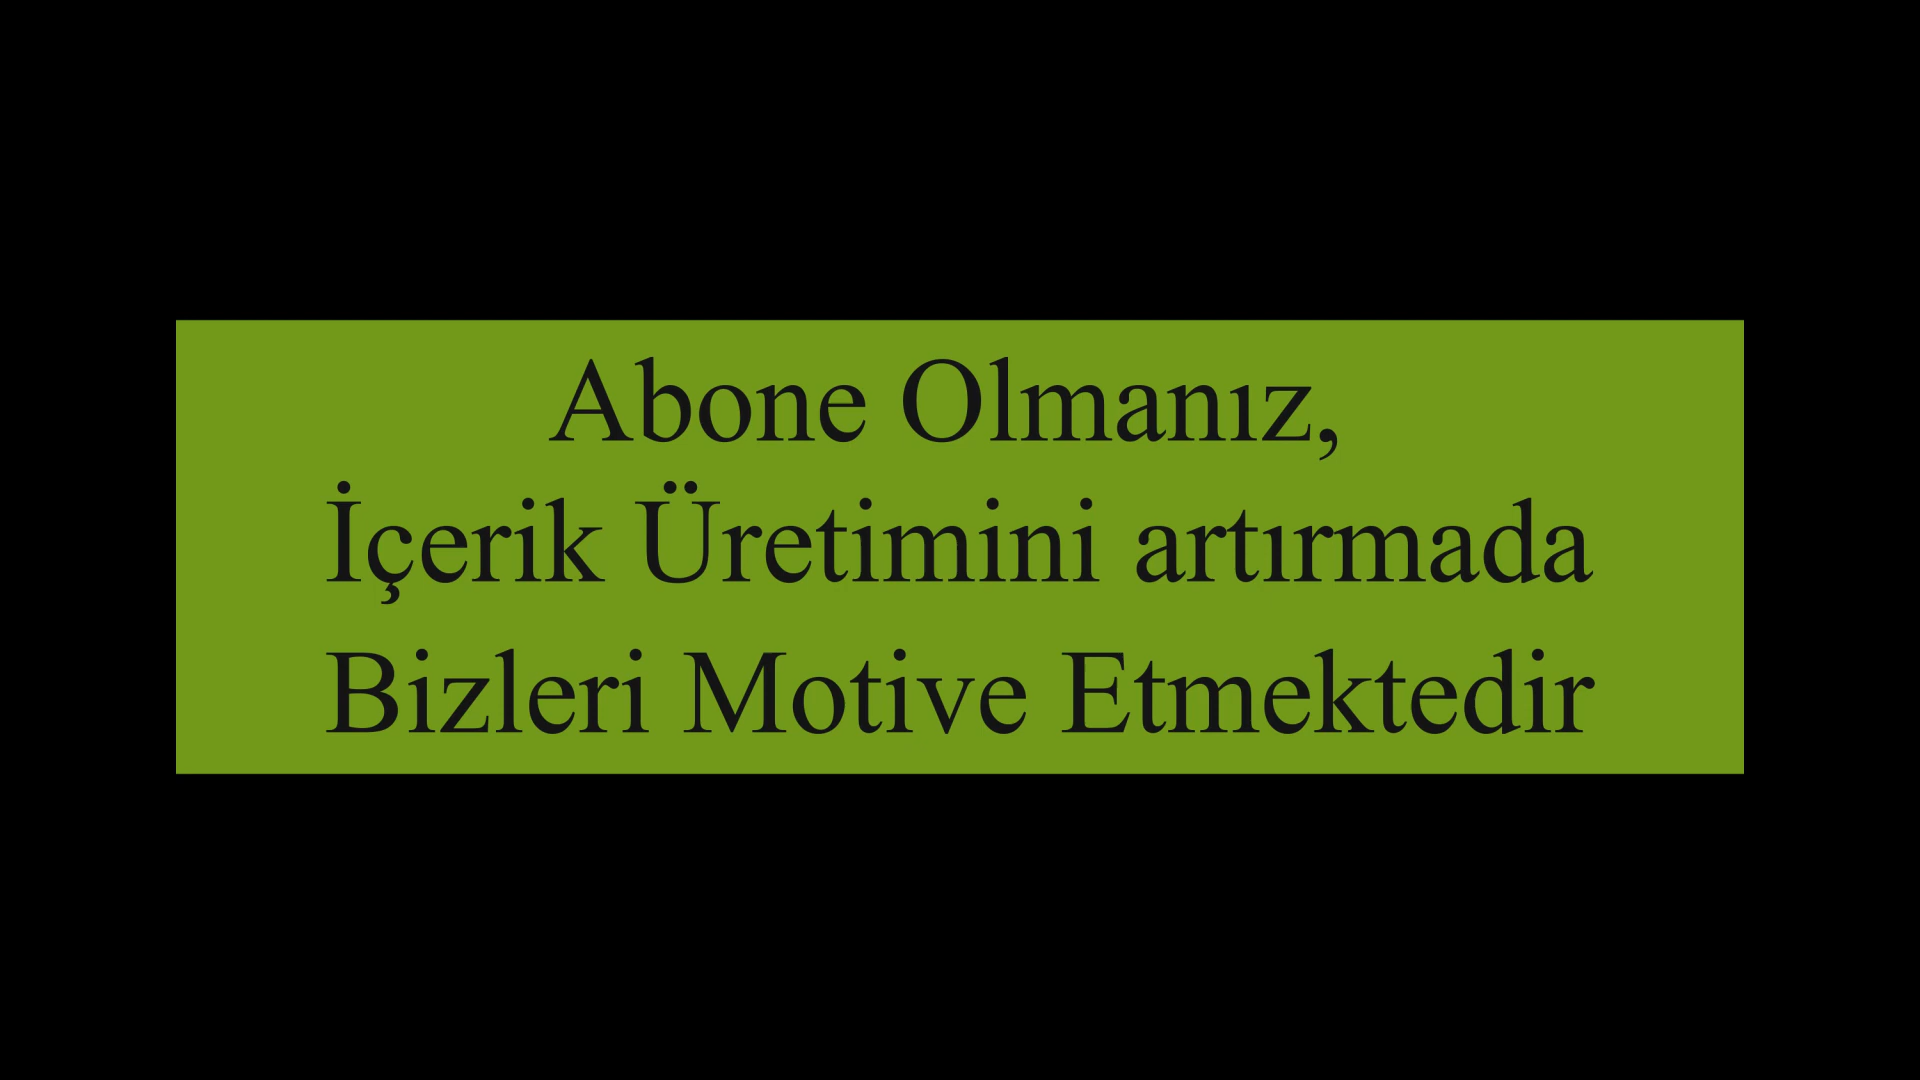 Abone Olmanız,
İçerik Üretimini artırmada
Bizleri Motive Etmektedir